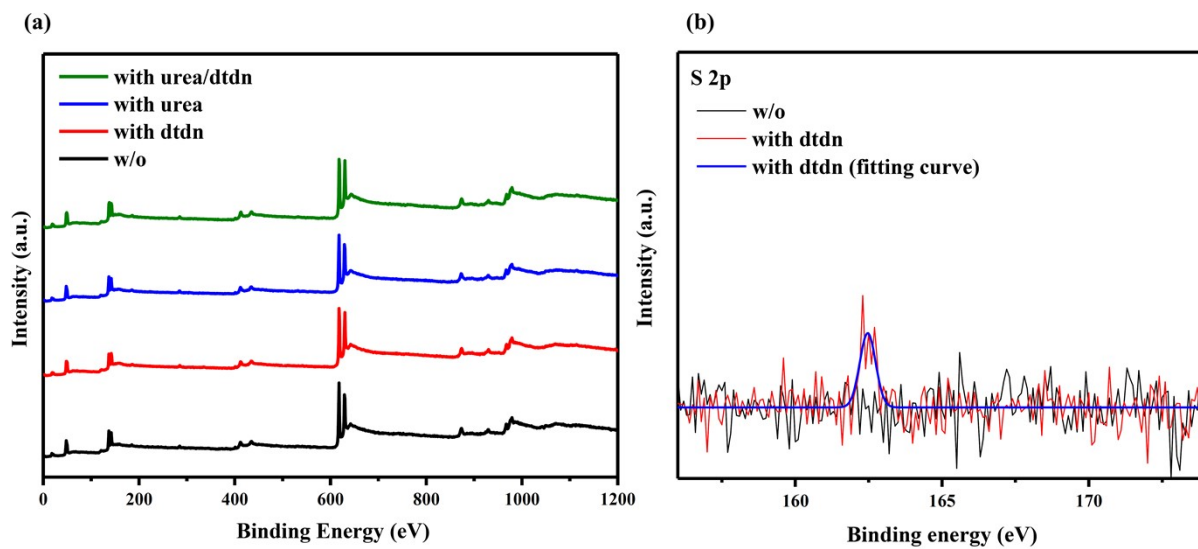 (a)
with urea/dtdn
with urea
with dtdn
w/o
Intensity (a.u.)
0 200 400 600 800 1000 1200
Binding Energy (eV)
(b)
S 2p
w/o
with dtdn
with dtdn (fitting curve)
Intensity (a.u.)
160 165 170
Binding energy (eV)